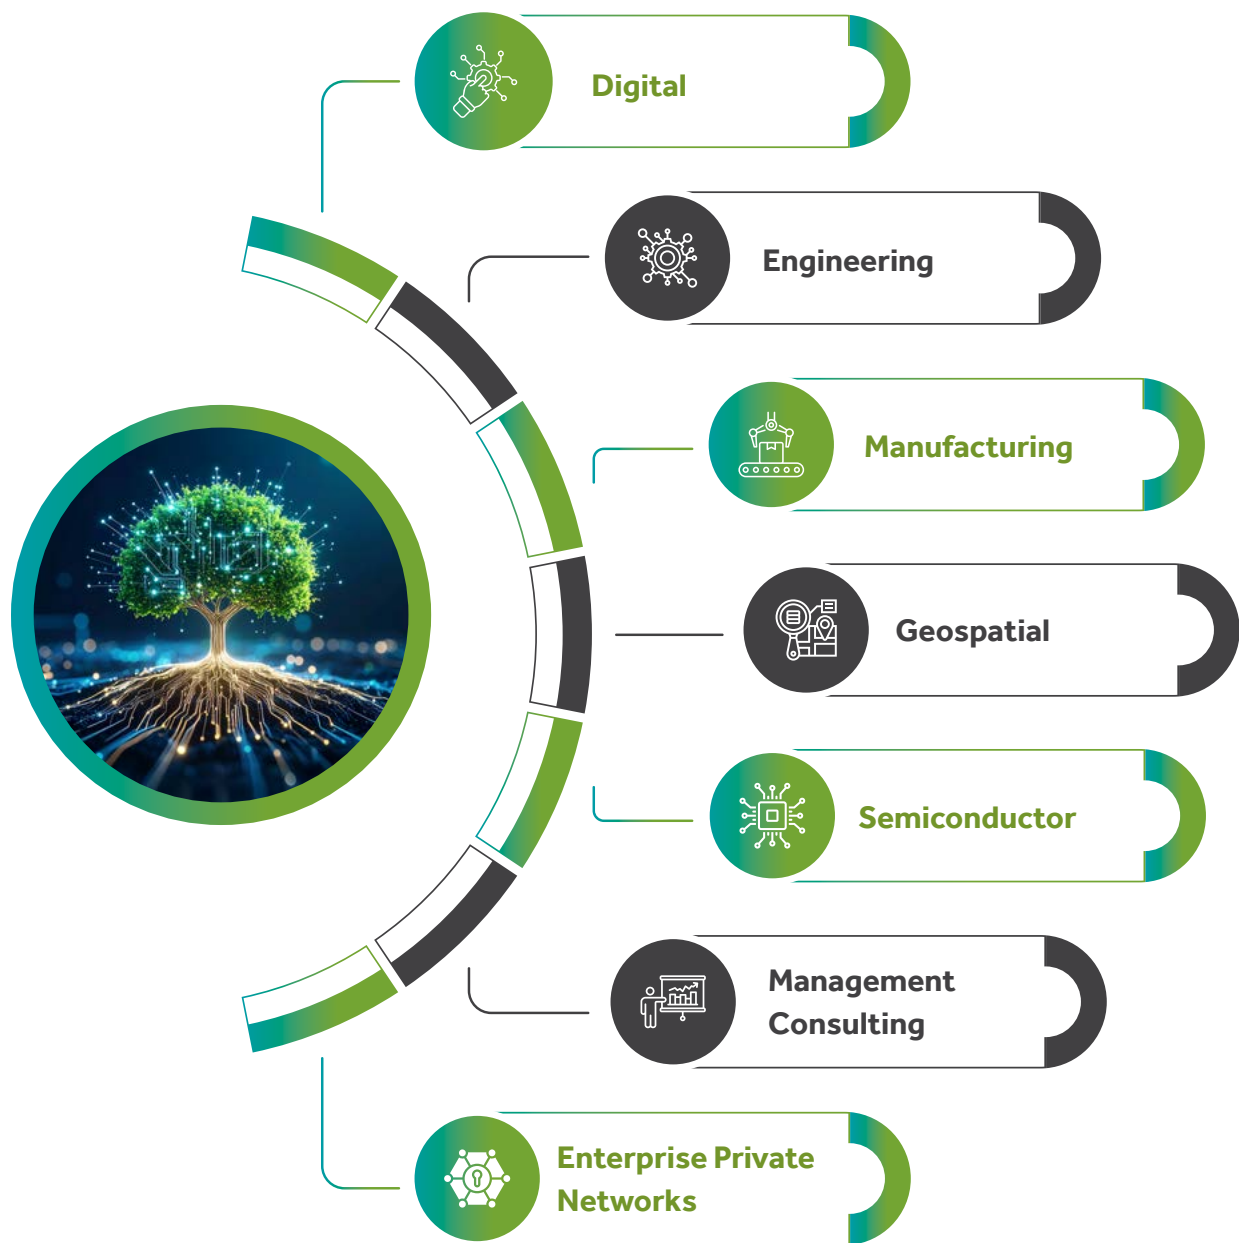 Digital
Engineering
Manufacturing
Geospatial
Semiconductor
Management
Consulting
Enterprise Private
Networks